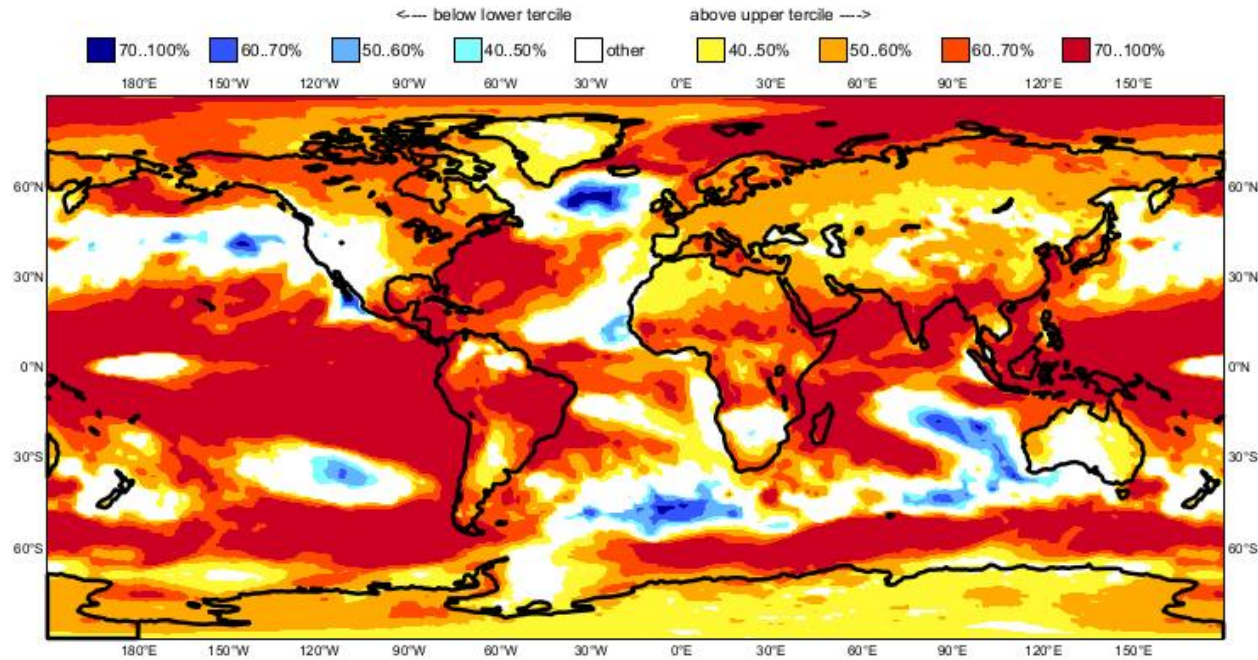 <---- below lower tercile above upper tercile ---->
70..100% 60..70% 50..60% 40..50% other 40..50% 50..60% 60..70% 70..100%
180°E 150°W 120°W 90°W 60°W 30°W 0°E 30°E 60°E 90°E 120°E 150°E
60°N 60°N
30°N 30°N
0°N 0°N
30°S 30°S
60°S 60°S
180°E 150°W 120°W 90°W 60°W 30°W 0°E 30°E 60°E 90°E 120°E 150°E